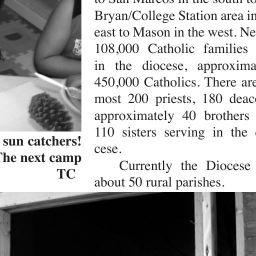 to San Marcos in the south to
Bryan/College Station area in
east to Mason in the west. Ne
108,000 Catholic families
in the diocese, approxima
450,000 Catholics. There are
most 200 priests, 180 deac
approximately 40 brothers
110 sisters serving in the
cese.
Currently the Diocese
about 50 rural parishes.
sun catchers!
The next camp
TC